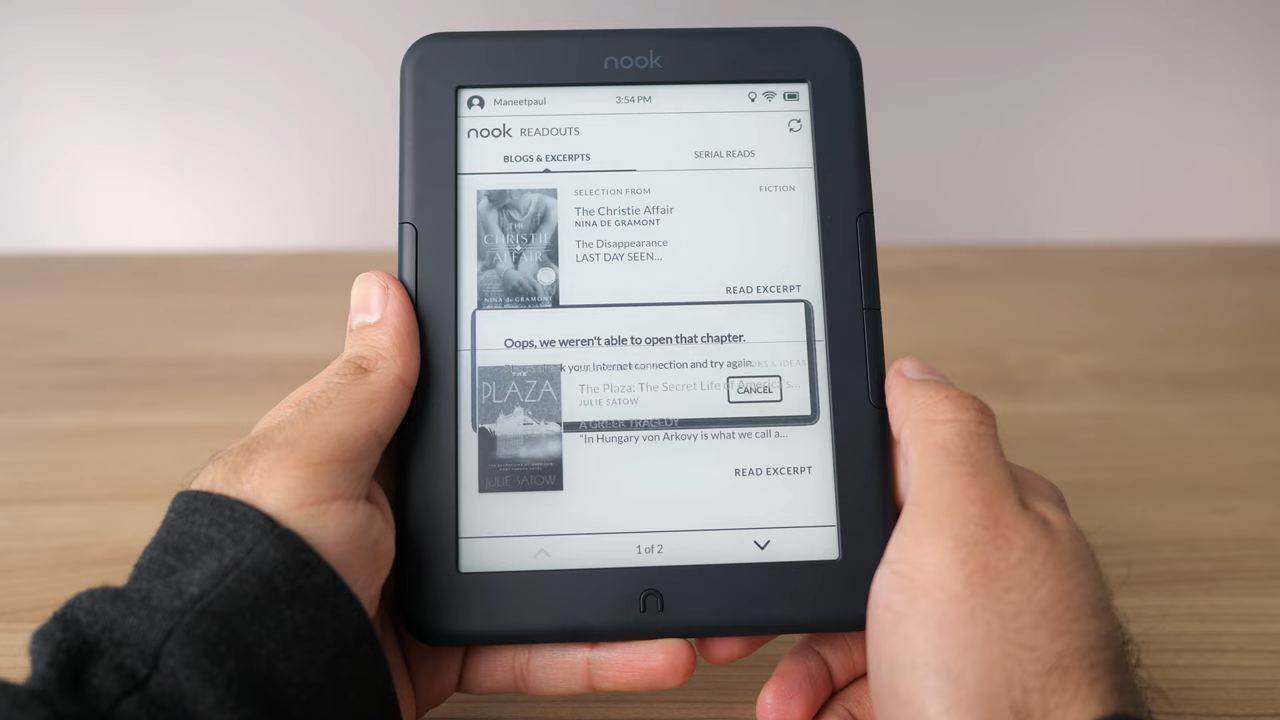 nook
Maneetpaul
3:54 PM
nook READOUTS
BLOGS & EXCERPTS
SERIAL READS
SELECTION FROM
FICTION
The Christie Affair
NINA DE GRAMONT
The Disappearance
LAST DAY SEEN...
THE
CHRISTIE
AFFAIR
NINA de GRAMONT
READ EXCERPT
Oops, we weren't able to open that chapter.
your Internet connection and try again.
& IDEAS
THE
PLAZA
JULIE SATOW
The Plaza: The Secret Life of America's...
JULIE SATOW
CANCEL
A GREEK TRAGEDY
"In Hungary von Arkovy is what we call a...
READ EXCERPT
1 of 2